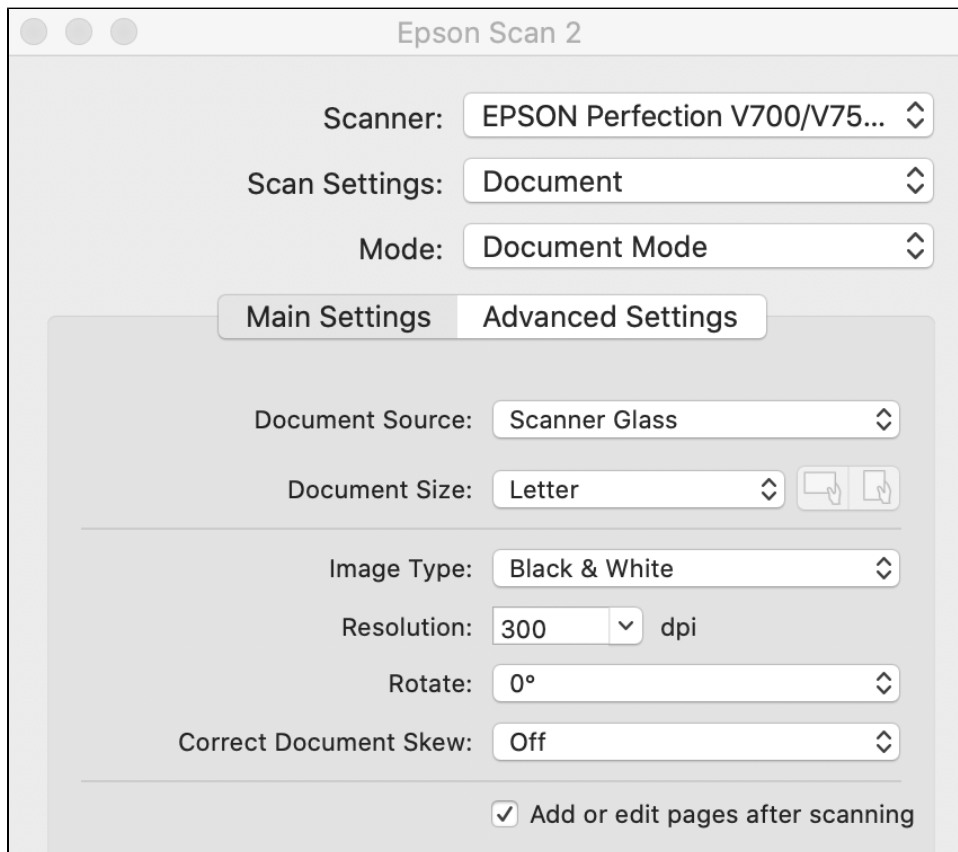 Epson Scan 2
Scanner: EPSON Perfection V700/V75...
Scan Settings: Document
Mode: Document Mode
Main Settings Advanced Settings
Document Source: Scanner Glass
Document Size: Letter
Image Type: Black & White
Resolution: 300 dpi
Rotate: 0°
Correct Document Skew: Off
Add or edit pages after scanning